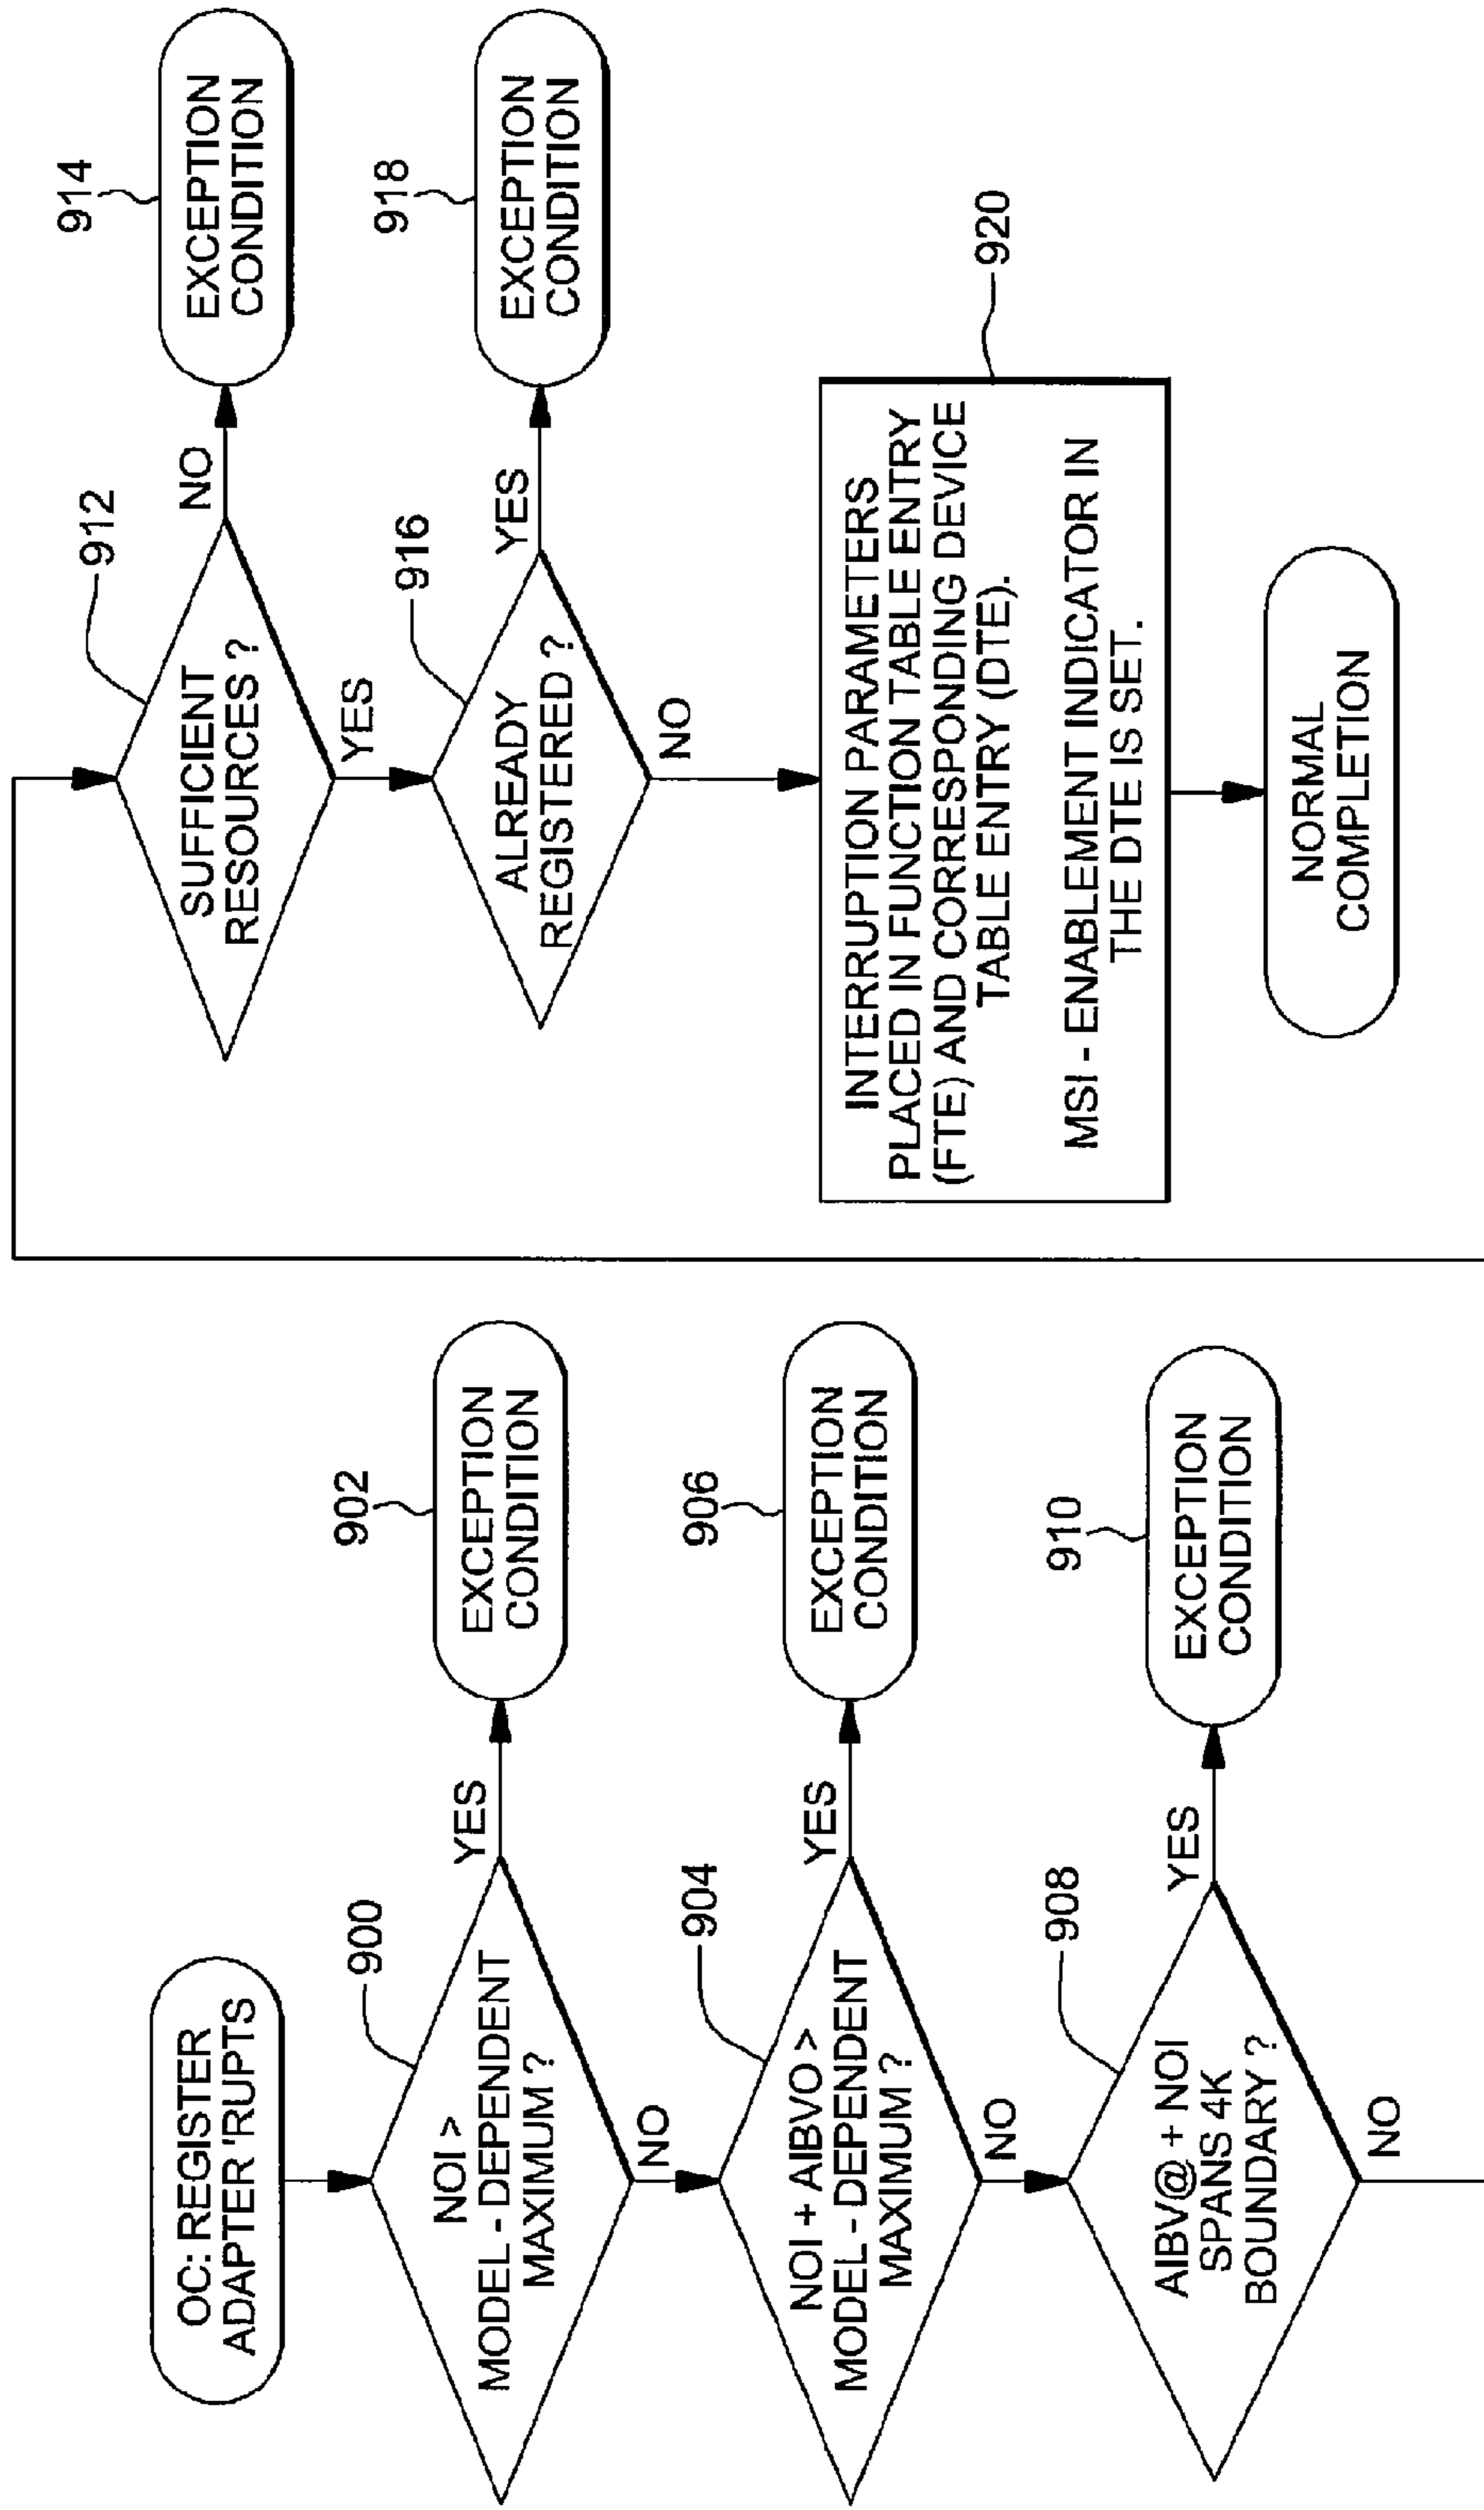 OC: REGISTER
ADAPTER 'RUPTS
900
NOI >
MODEL - DEPENDENT
MAXIMUM ?
YES
902
EXCEPTION
CONDITION
NO
904
NOI + AIBVO >
MODEL - DEPENDENT
MAXIMUM ?
YES
906
EXCEPTION
CONDITION
NO
908
AIBV@ + NOI
SPANS 4K
BOUNDARY ?
YES
910
EXCEPTION
CONDITION
NO
912
SUFFICIENT
RESOURCES ?
NO
914
EXCEPTION
CONDITION
YES
916
ALREADY
REGISTERED ?
YES
918
EXCEPTION
CONDITION
NO
920
INTERRUPTION PARAMETERS
PLACED IN FUNCTION TABLE ENTRY
(FTE) AND CORRESPONDING DEVICE
TABLE ENTRY (DTE).
MSI - ENABLEMENT INDICATOR IN
THE DTE IS SET.
NORMAL
COMPLETION